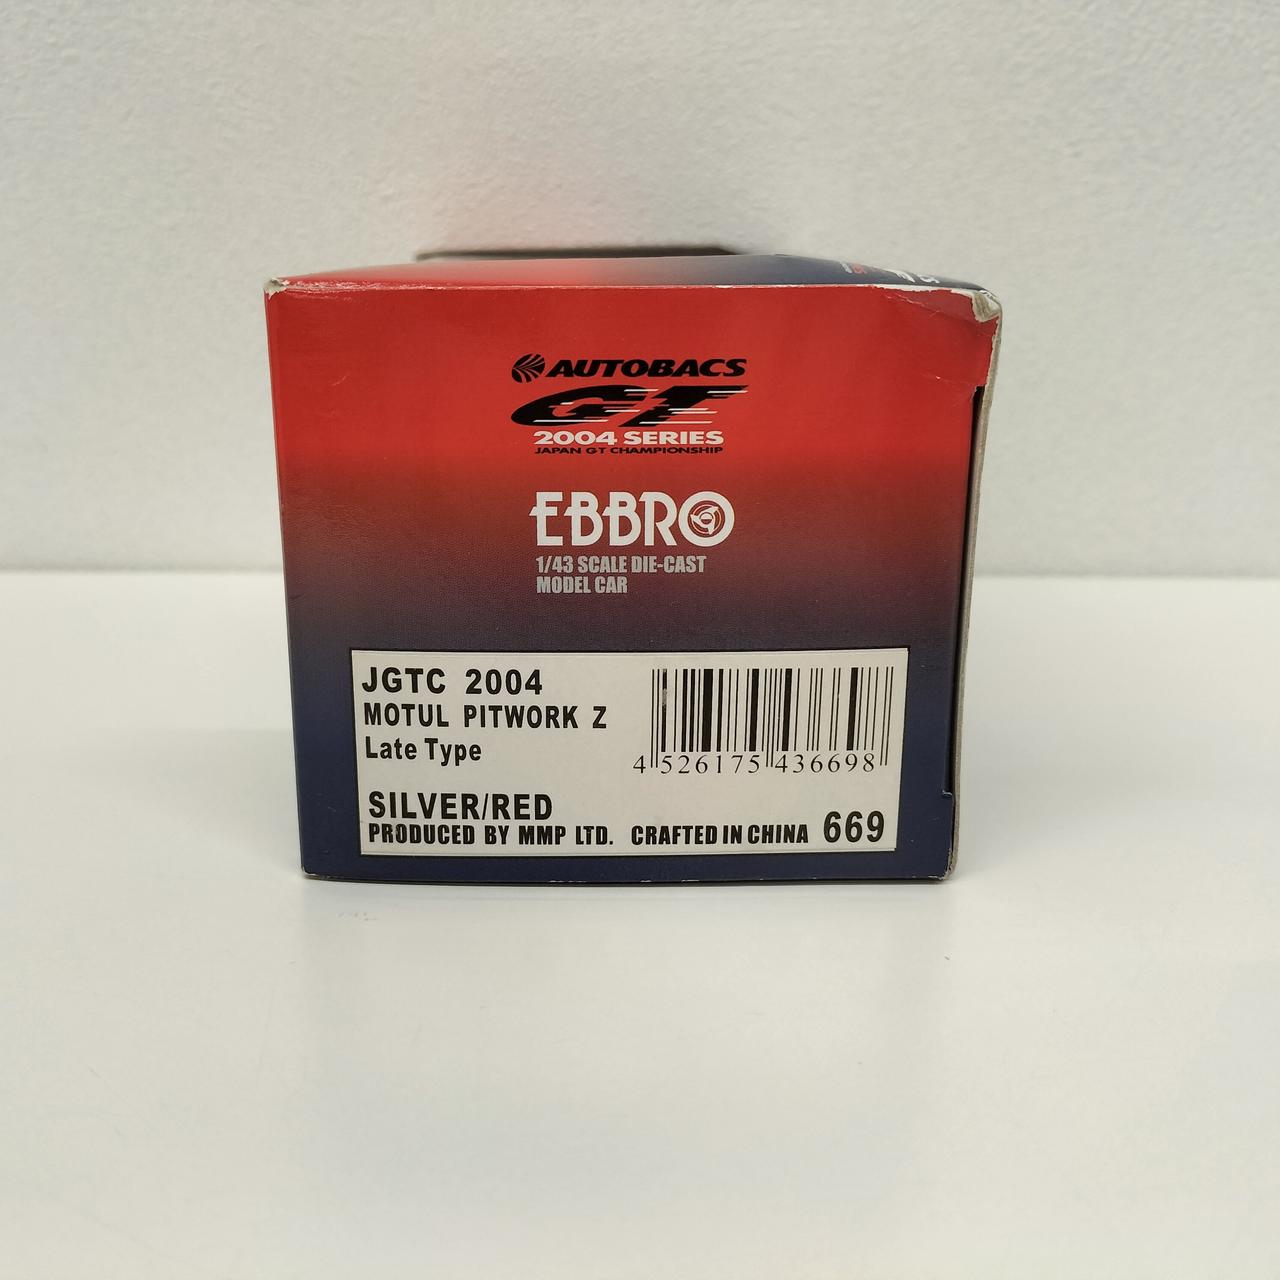 AUTOBACS
GT
2004 SERIES
JAPAN GT CHAMPIONSHIP
EBBRO
1/43 SCALE DIE-CAST
MODEL CAR
JGTC 2004
MOTUL PITWORK Z
Late Type
4 526175 436698
SILVER/RED
PRODUCED BY MMP LTD. CRAFTED IN CHINA 669